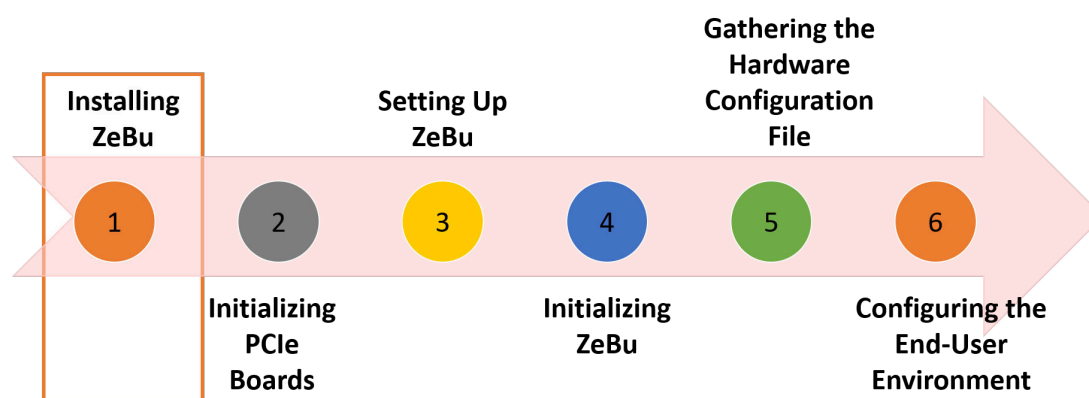 Installing
ZeBu
1
2
Initializing
PCIe
Boards
Setting Up
ZeBu
3
4
Initializing
ZeBu
Gathering the
Hardware
Configuration
File
5
6
Configuring the
End-User
Environment